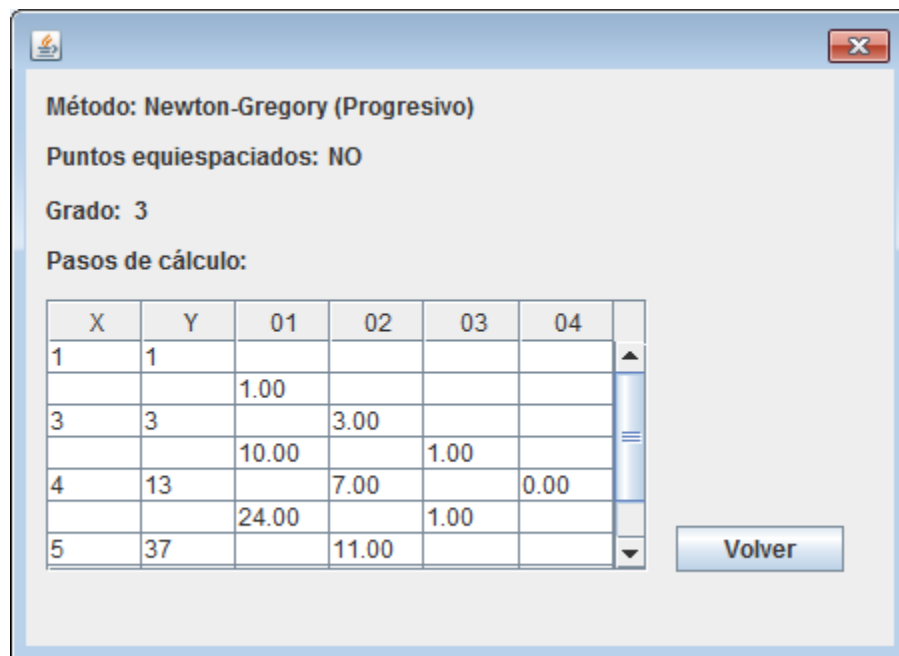 Método: Newton-Gregory (Progresivo)
Puntos equiespaciados: NO
Grado: 3
Pasos de cálculo:
X Y 01 02 03 04
1 1
1.00
3 3 3.00
10.00 1.00
4 13 7.00 0.00
24.00 1.00
5 37 11.00
Volver